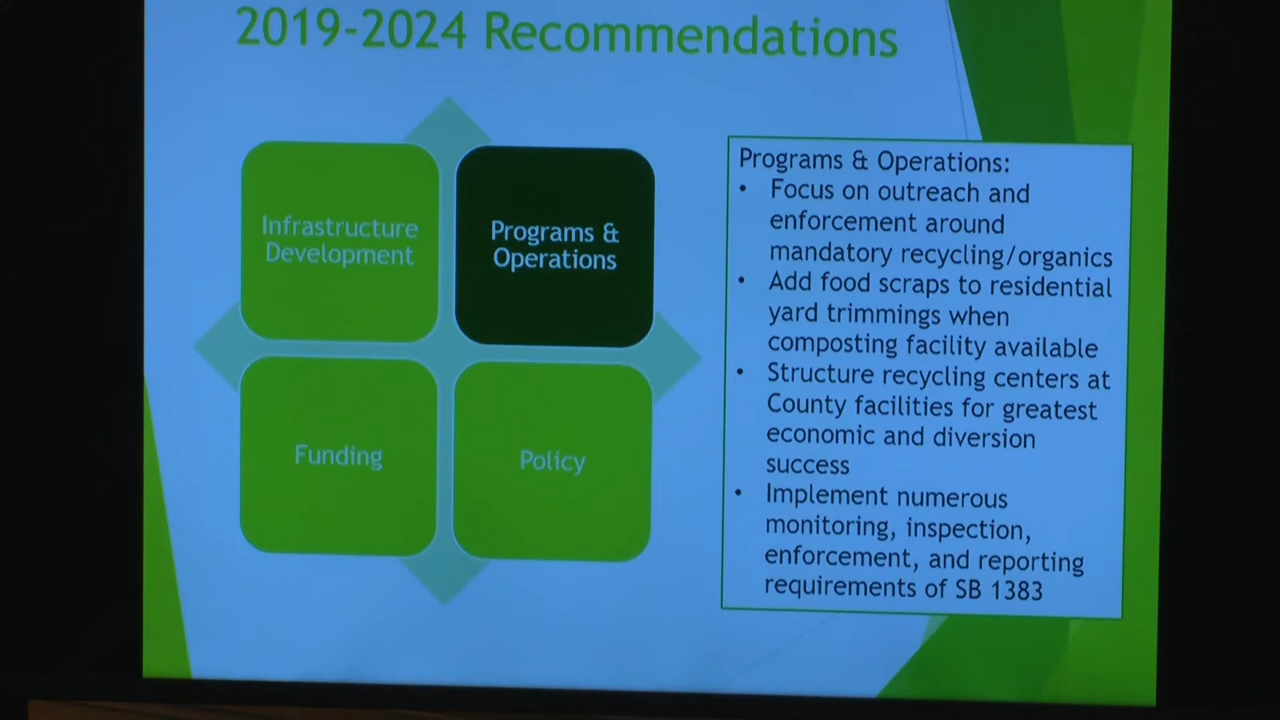 2019-2024 Recommendations
Infrastructure
Development
Programs &
Operations
Funding
Policy
Programs & Operations:
• Focus on outreach and
enforcement around
mandatory recycling/organics
• Add food scraps to residential
yard trimmings when
composting facility available
• Structure recycling centers at
County facilities for greatest
economic and diversion
success
• Implement numerous
monitoring, inspection,
enforcement, and reporting
requirements of SB 1383